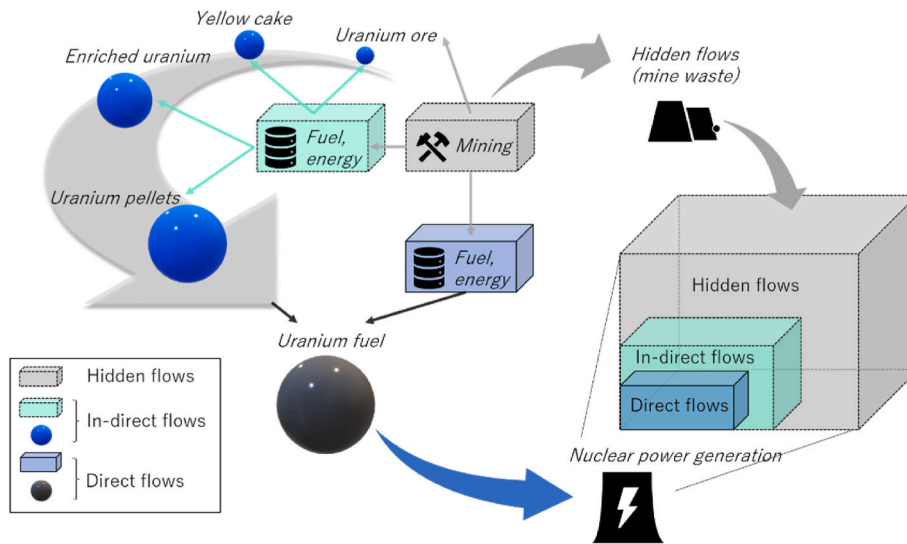 Yellow cake
Uranium ore
Enriched uranium
Hidden flows
(mine waste)
Fuel,
energy
Mining
Uranium pellets
Fuel,
energy
Hidden flows
Uranium fuel
In-direct flows
Direct flows
Hidden flows
In-direct flows
Direct flows
Nuclear power generation